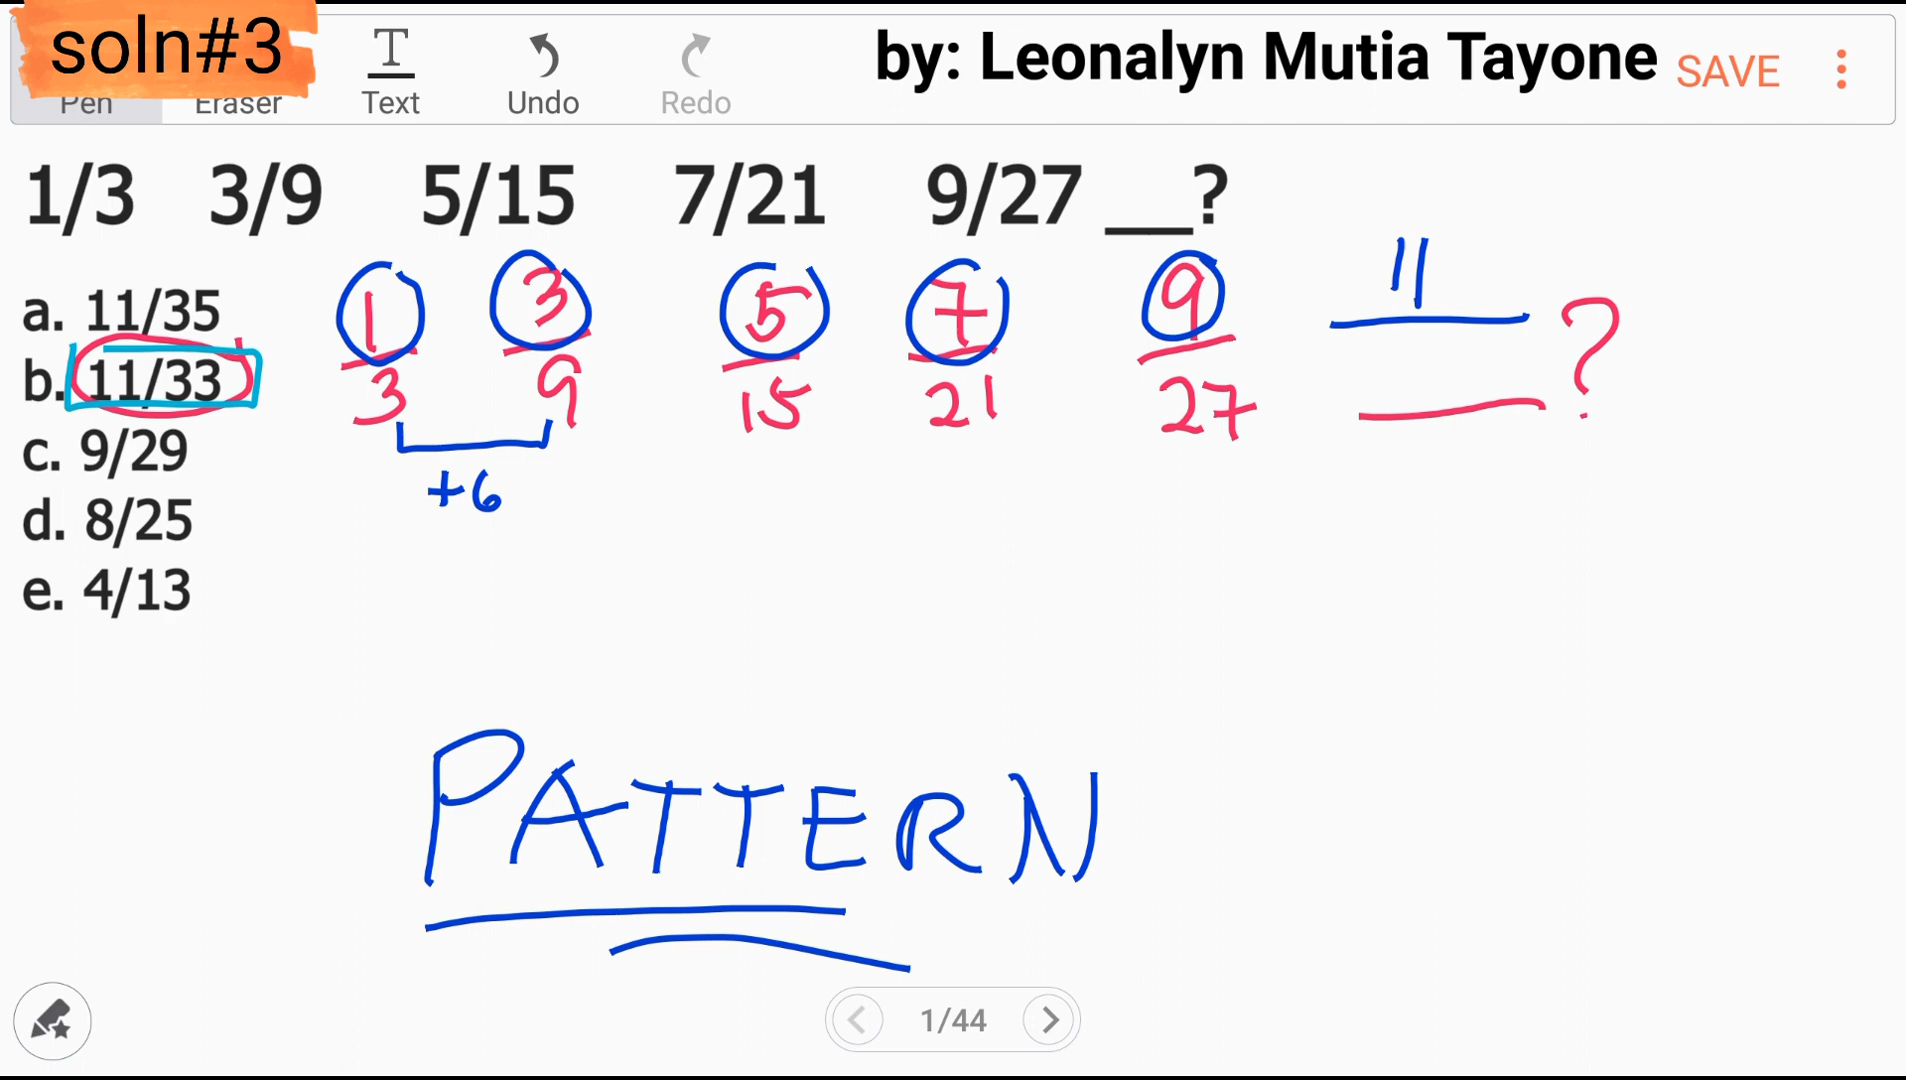 soln#3
Pen Eraser Text Undo Redo by: Leonalyn Mutia Tayone SAVE
1/3 3/9 5/15 7/21 9/27 __?
a. 11/35
b. 11/33
c. 9/29
d. 8/25
e. 4/13
1 3 5 7 9 11
3 9 15 21 27 ?
+6
PATTERN
1/44